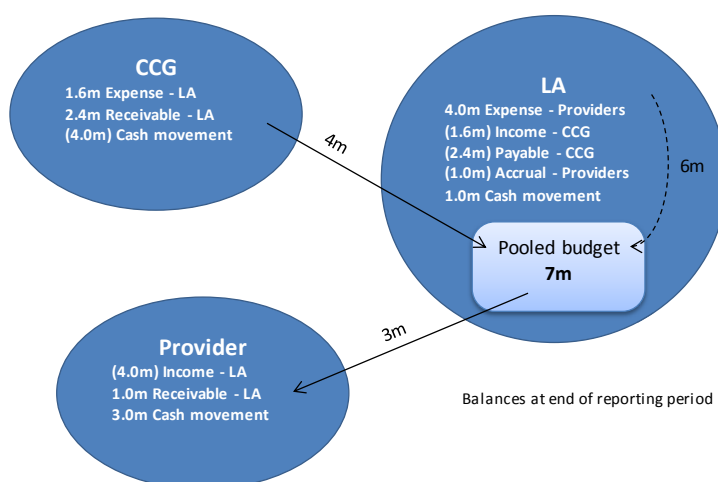 CCG
1.6m Expense - LA
2.4m Receivable - LA
(4.0m) Cash movement
LA
4.0m Expense - Providers
(1.6m) Income - CCG
(2.4m) Payable - CCG
(1.0m) Accrual - Providers
1.0m Cash movement
4m
6m
Pooled budget
7m
3m
Provider
(4.0m) Income - LA
1.0m Receivable - LA
3.0m Cash movement
Balances at end of reporting period